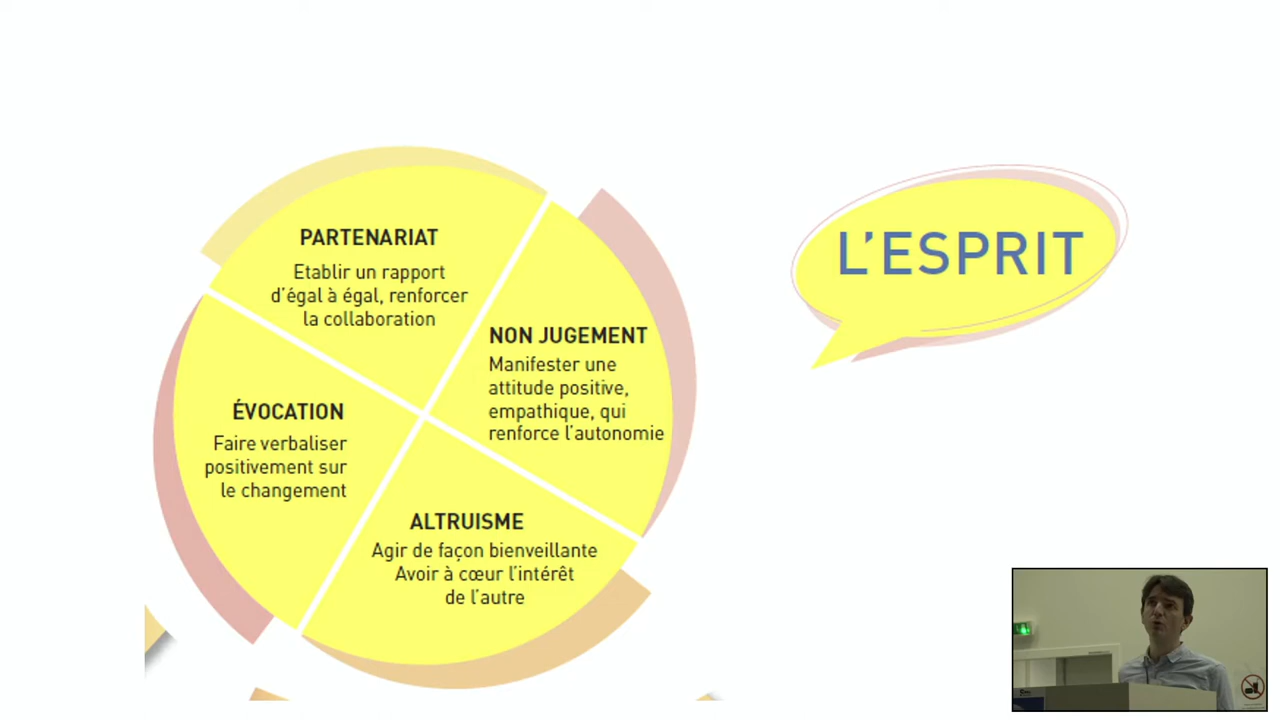 PARTENARIAT
Etablir un rapport
d'égal à égal, renforcer
la collaboration
NON JUGEMENT
Manifester une
attitude positive,
empathique, qui
renforce l'autonomie
ÉVOCATION
Faire verbaliser
positivement sur
le changement
ALTRUISME
Agir de façon bienveillante
Avoir à cœur l'intérêt
de l'autre
L'ESPRIT